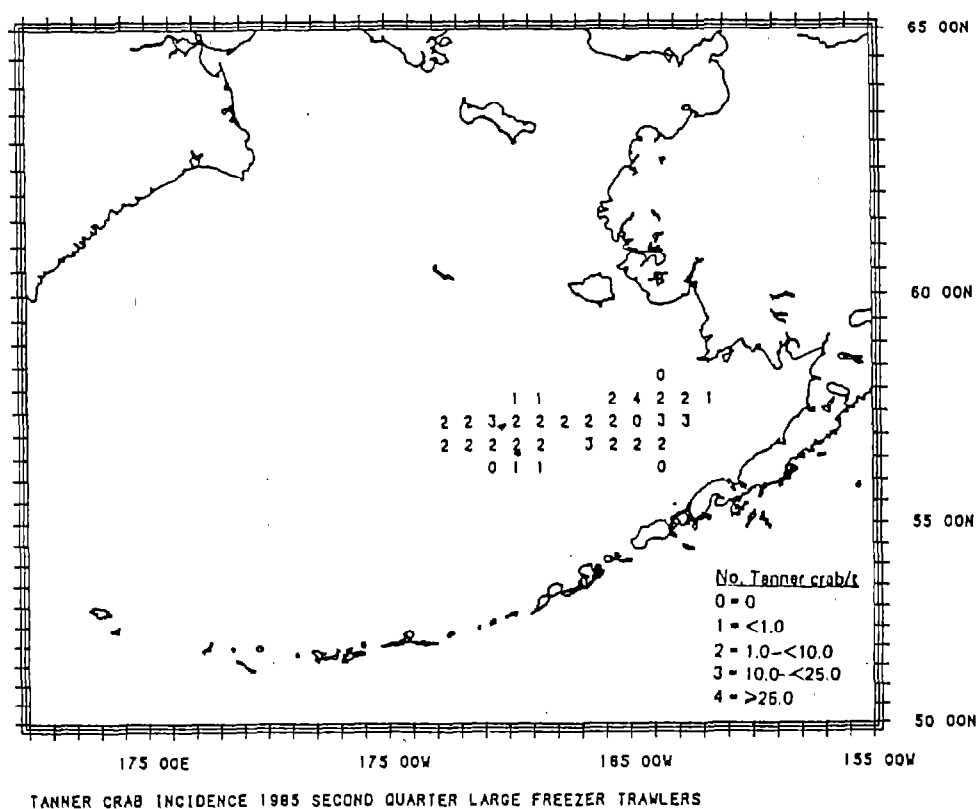 65 00N
60 00N
0
1 1 2 4 2 2 1
2 2 3 2 2 2 2 2 0 3 3
2 2 2 2 2 3 2 2 2
0 1 1 0
55 00N
No. Tanner crab/t
0 = 0
1 = <1.0
2 = 1.0-<10.0
3 = 10.0-<25.0
4 = >25.0
50 00N
175 00E 175 00W 165 00W 155 00W
TANNER CRAB INCIDENCE 1985 SECOND QUARTER LARGE FREEZER TRAWLERS